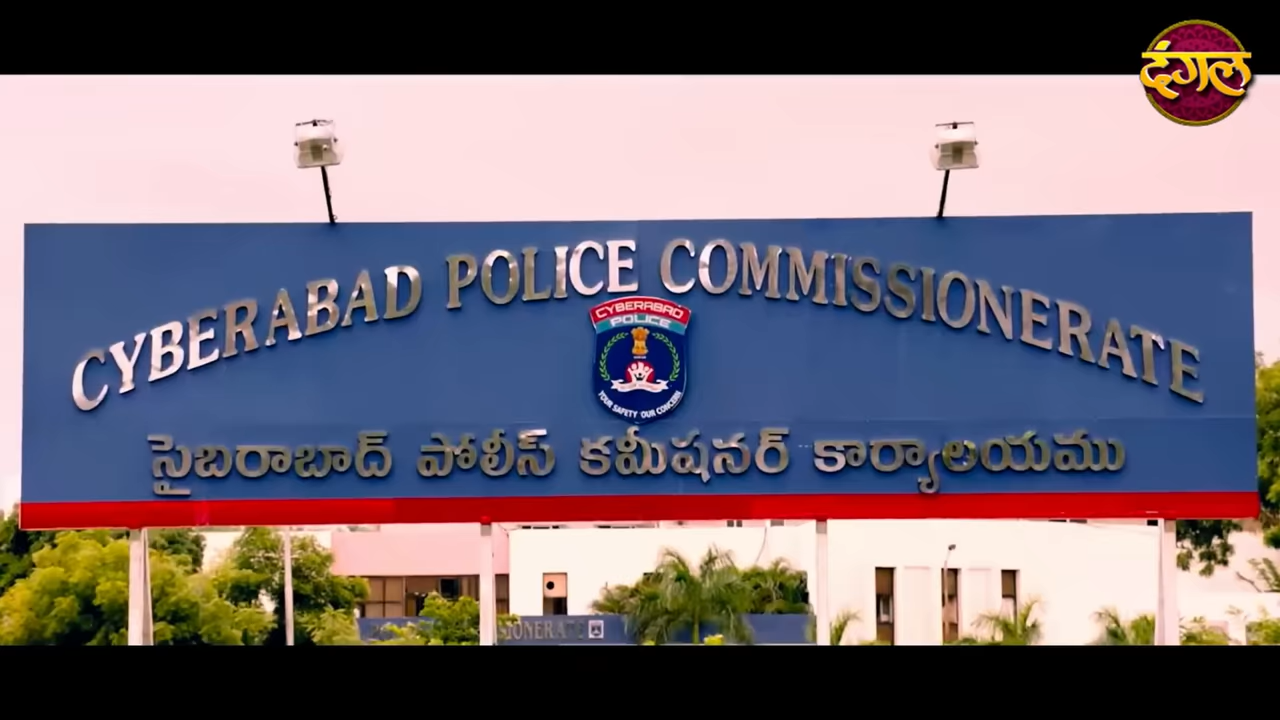 दंगल
CYBERABAD POLICE COMMISSIONERATE
CYBERABAD
POLICE
YOUR SAFETY OUR CONCERN
సైబరాబాద్ పోలీస్ కమీషనర్ కార్యాలయము
SIONERATE